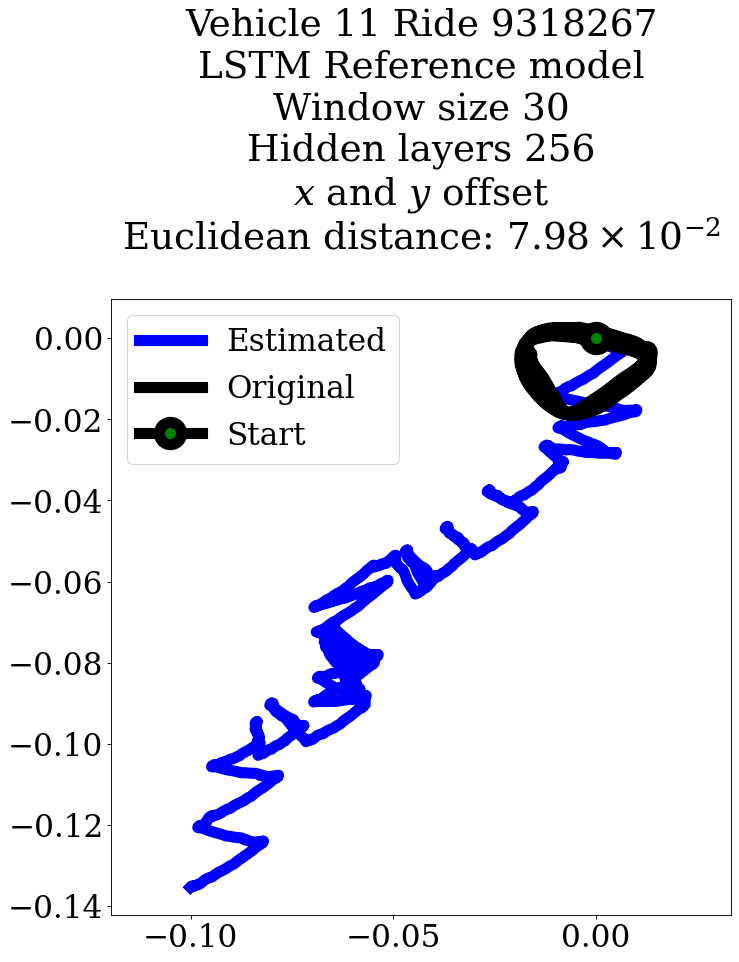 Vehicle 11 Ride 9318267
LSTM Reference model
Window size 30
Hidden layers 256
x and y offset
Euclidean distance: 7.98 × 10⁻²
Estimated
Original
Start
0.00
−0.02
−0.04
−0.06
−0.08
−0.10
−0.12
−0.14
−0.10
−0.05
0.00